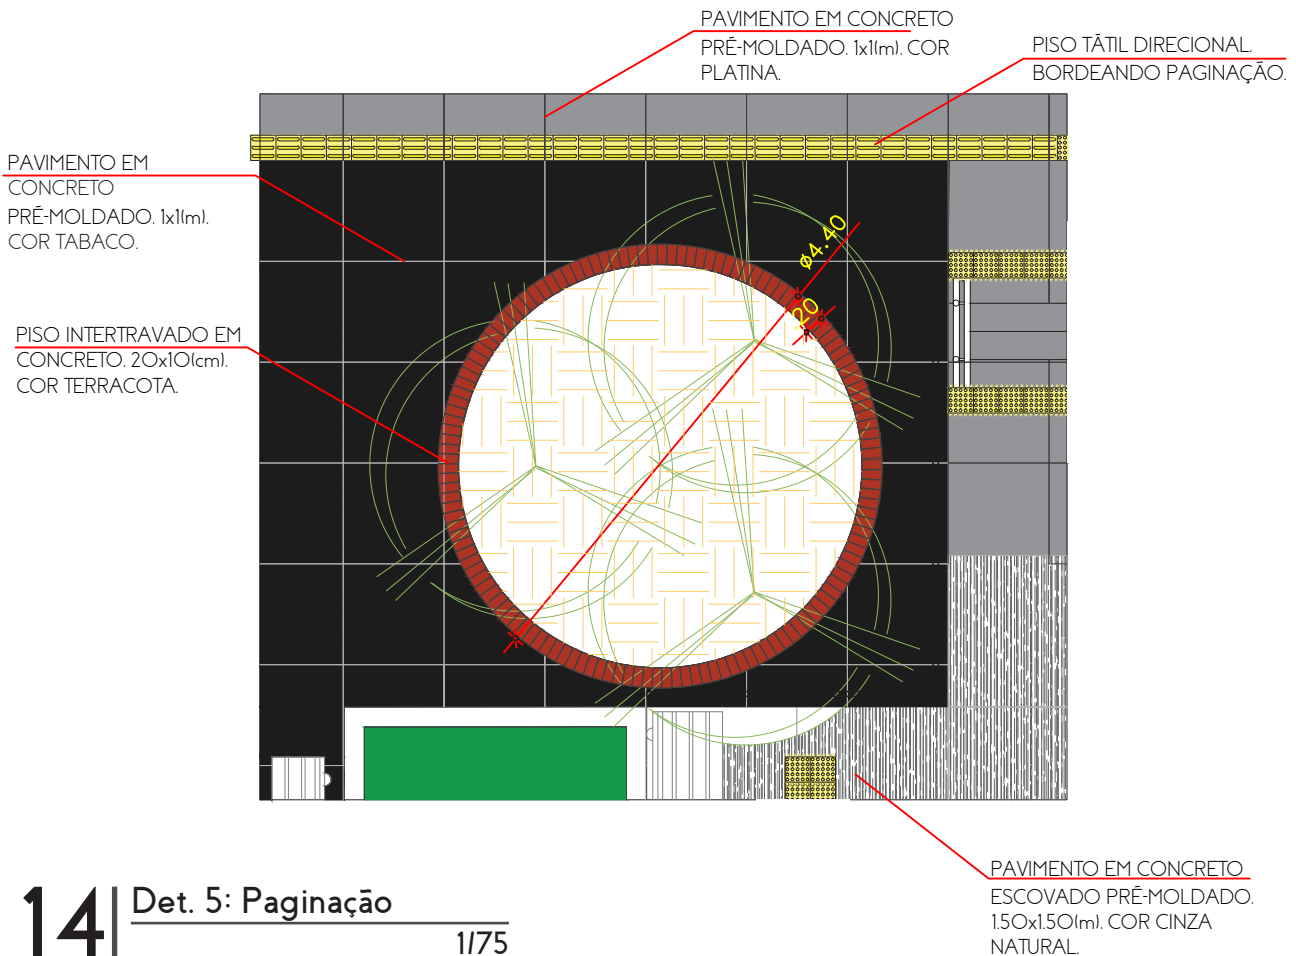 PAVIMENTO EM CONCRETO
PRÉ-MOLDADO. 1x1(m). COR
PLATINA.
PISO TÁTIL DIRECIONAL.
BORDEANDO PAGINAÇÃO.
PAVIMENTO EM
CONCRETO
PRÉ-MOLDADO. 1x1(m).
COR TABACO.
ø4.40
.20
PISO INTERTRAVADO EM
CONCRETO. 20x10(cm).
COR TERRACOTA.
PAVIMENTO EM CONCRETO
ESCOVADO PRÉ-MOLDADO.
1.50x1.50(m). COR CINZA
NATURAL.
14
Det. 5: Paginação
1/75